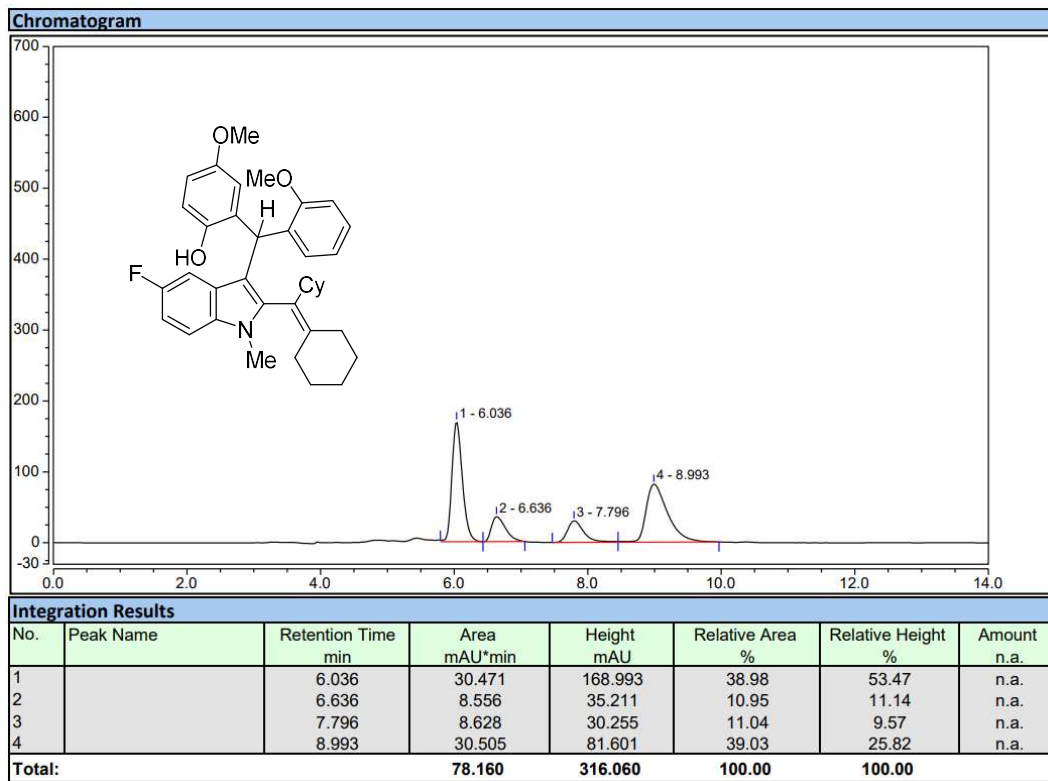 Chromatogram
700
600
500
400
300
200
100
0
-30
OMe
MeO
H
HO
F
Cy
N
Me
1 - 6.036
2 - 6.636
3 - 7.796
4 - 8.993
0.0 2.0 4.0 6.0 8.0 10.0 12.0 14.0
Integration Results
No. Peak Name Retention Time Area Height Relative Area Relative Height Amount
min mAU*min mAU % % n.a.
1 6.036 30.471 168.993 38.98 53.47 n.a.
2 6.636 8.556 35.211 10.95 11.14 n.a.
3 7.796 8.628 30.255 11.04 9.57 n.a.
4 8.993 30.505 81.601 39.03 25.82 n.a.
Total: 78.160 316.060 100.00 100.00